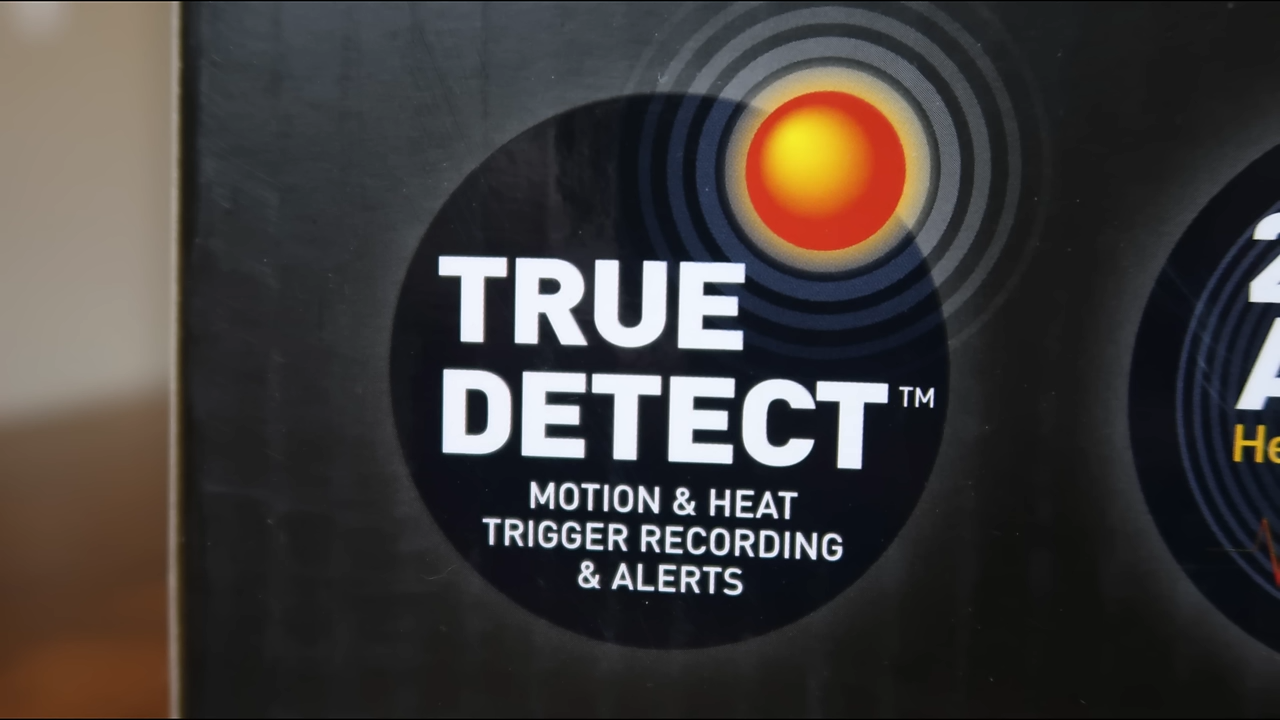 TRUE
DETECT™
MOTION & HEAT
TRIGGER RECORDING
& ALERTS